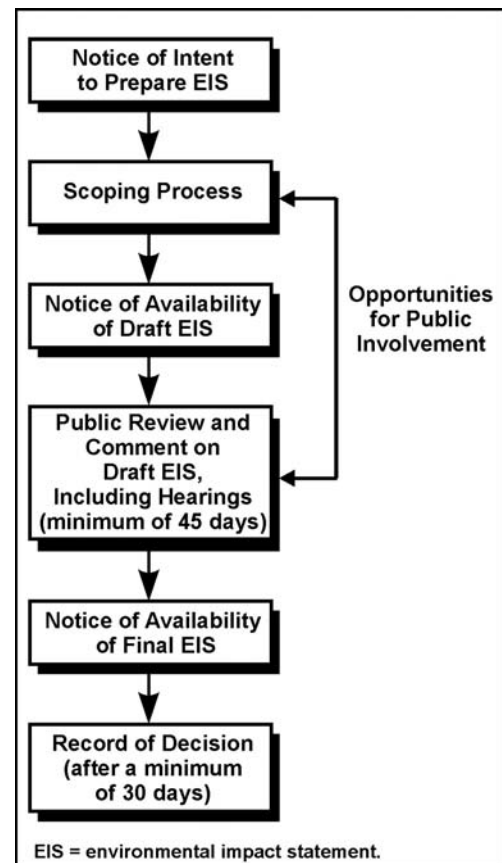 Notice of Intent
to Prepare EIS
Scoping Process
Notice of Availability
of Draft EIS
Public Review and
Comment on
Draft EIS,
Including Hearings
(minimum of 45 days)
Notice of Availability
of Final EIS
Record of Decision
(after a minimum
of 30 days)
Opportunities
for Public
Involvement
EIS = environmental impact statement.